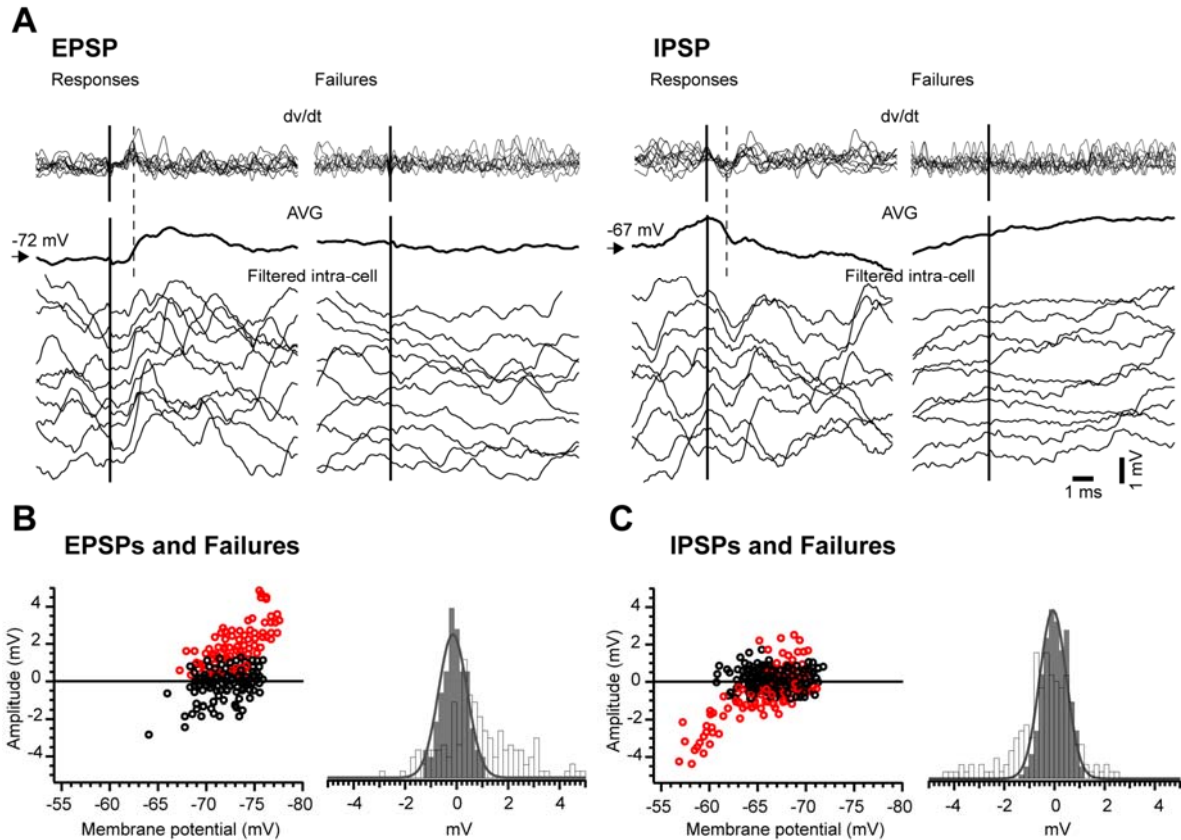 A
EPSP
IPSP
Responses Failures
Responses Failures
dv/dt
dv/dt
AVG
AVG
-72 mV
-67 mV
Filtered intra-cell
Filtered intra-cell
1 ms
1 mV
B
EPSPs and Failures
C
IPSPs and Failures
Amplitude (mV)
4
2
0
-2
-4
-55 -65 -70 -75 -80
Membrane potential (mV)
-4 -2 0 2 4
mV
Amplitude (mV)
4
2
0
-2
-4
-55 -60 -65 -70 -75 -80
Membrane potential (mV)
-4 -2 0 2 4
mV